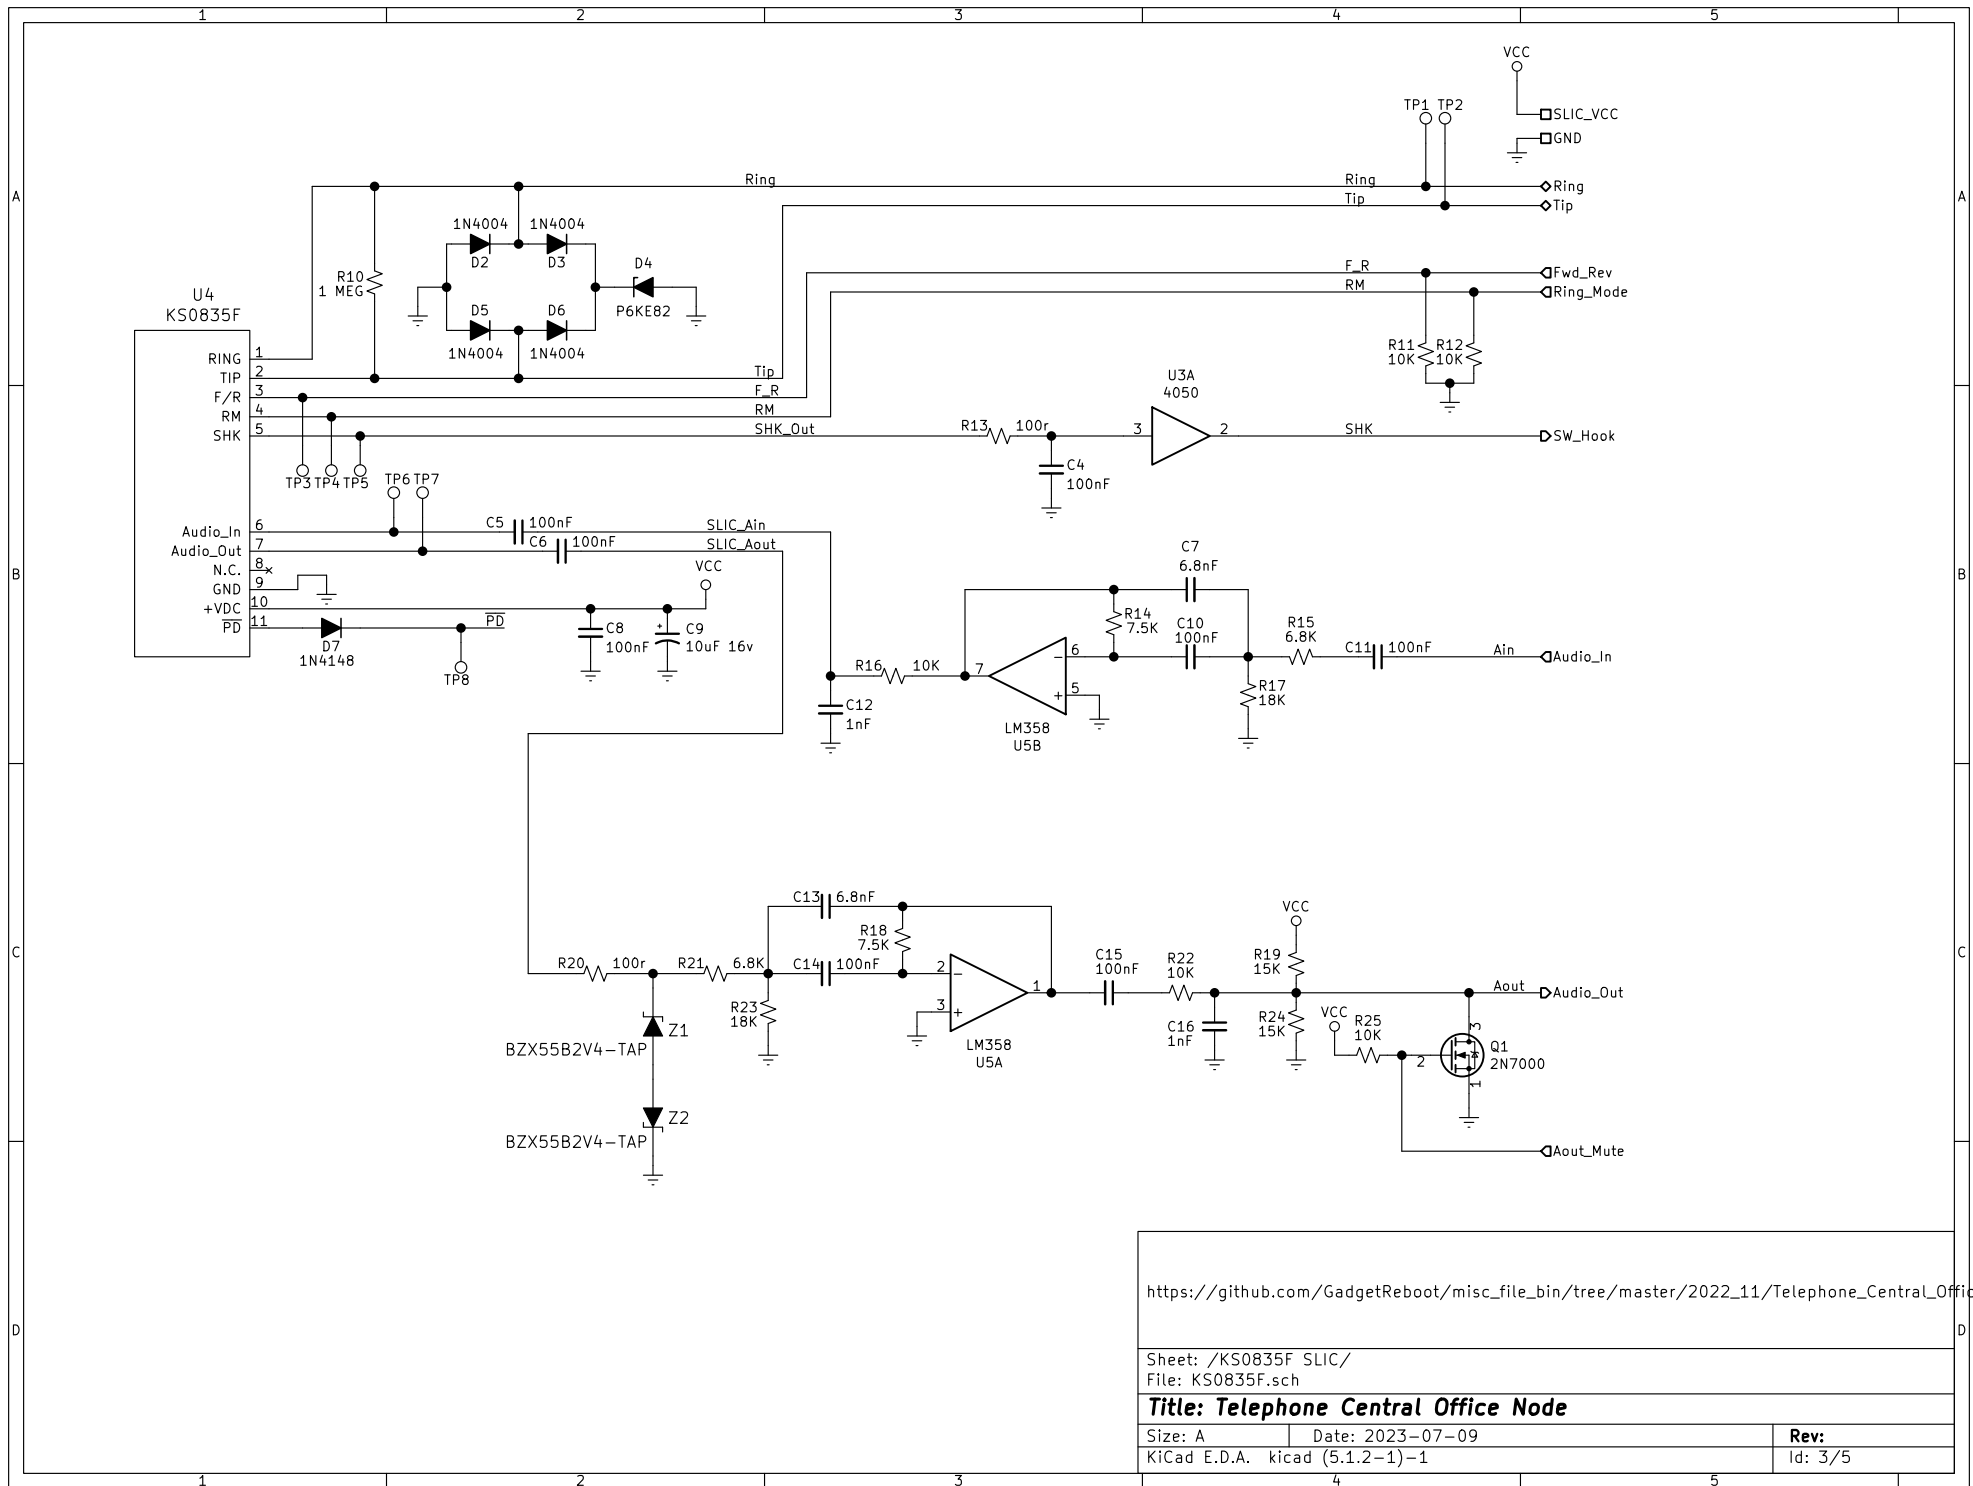 1 2 3 4 5
VCC
TP1 TP2
SLIC_VCC
GND
A A
Ring Ring Ring
Tip Tip
1N4004 1N4004
D2 D3
D4
F_R Fwd_Rev
R10
1 MEG
RM Ring_Mode
U4
KS0835F
D5 D6
P6KE82
1N4004 1N4004
R11 R12
10K 10K
RING 1
TIP 2 Tip
F/R 3 F_R
RM 4 RM
SHK 5 SHK_Out
U3A
4050
R13 100r 3 2 SHK SW_Hook
C4
100nF
TP3 TP4 TP5 TP6 TP7
Audio_In 6 C5 100nF SLIC_Ain
Audio_Out 7 C6 100nF SLIC_Aout
N.C. 8
GND 9
+VDC 10
PD 11
VCC
B B
PD
D7
1N4148
TP8
C8
100nF
C9
10uF 16v
+
C7
6.8nF
R14
7.5K
C10
100nF
R15
6.8K
C11 100nF Ain Audio_In
R16 10K 7 - 6
+ 5
R17
18K
C12
1nF
LM358
U5B
C13 6.8nF
R18
7.5K
VCC
C C
R20 100r R21 6.8K C14 100nF 2 -
3 +
1
C15
100nF
R22
10K
R19
15K
Aout Audio_Out
R23
18K
Z1
BZX55B2V4-TAP
LM358
U5A
C16
1nF
R24
15K
VCC
R25
10K
3
2
1
Q1
2N7000
Z2
BZX55B2V4-TAP
Aout_Mute
D D
https://github.com/GadgetReboot/misc_file_bin/tree/master/2022_11/Telephone_Central_Offic
Sheet: /KS0835F SLIC/
File: KS0835F.sch
Title: Telephone Central Office Node
Size: A Date: 2023-07-09 Rev:
KiCad E.D.A. kicad (5.1.2-1)-1 Id: 3/5
1 2 3 4 5